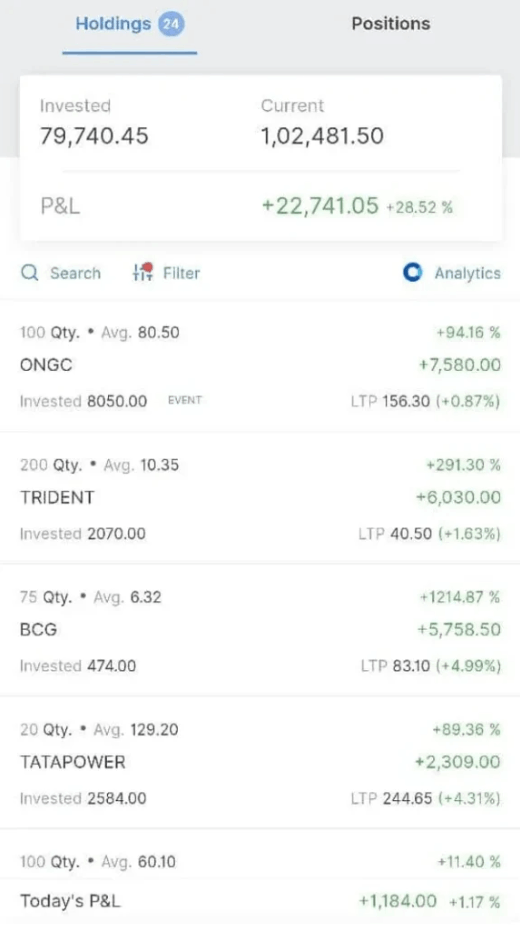 Holdings 24 Positions
Invested Current
79,740.45 1,02,481.50
P&L +22,741.05 +28.52 %
Search Filter Analytics
100 Qty. • Avg. 80.50 +94.16 %
ONGC +7,580.00
Invested 8050.00 EVENT LTP 156.30 (+0.87%)
200 Qty. • Avg. 10.35 +291.30 %
TRIDENT +6,030.00
Invested 2070.00 LTP 40.50 (+1.63%)
75 Qty. • Avg. 6.32 +1214.87 %
BCG +5,758.50
Invested 474.00 LTP 83.10 (+4.99%)
20 Qty. • Avg. 129.20 +89.36 %
TATAPOWER +2,309.00
Invested 2584.00 LTP 244.65 (+4.31%)
100 Qty. • Avg. 60.10 +11.40 %
Today's P&L +1,184.00 +1.17 %